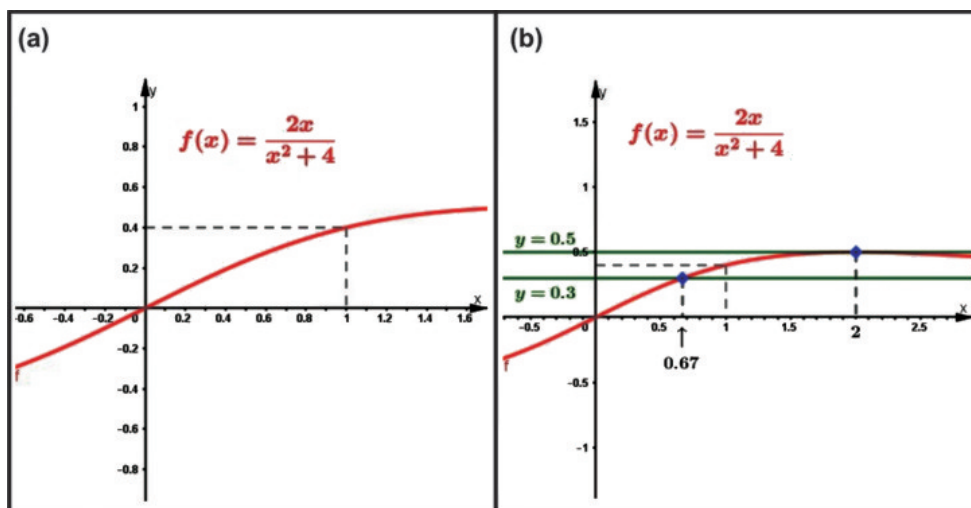 (a)
y
1
f(x) = 2x / (x² + 4)
0.8
0.6
0.4
0.2
x
-0.6 -0.4 -0.2 0 0.2 0.4 0.6 0.8 1 1.2 1.4 1.6
-0.2
f
-0.4
-0.6
-0.8
(b)
y
1.5
f(x) = 2x / (x² + 4)
1
y = 0.5
0.5
y = 0.3
x
-0.5 0 0.5 1 1.5 2 2.5
0.67
f
-0.5
-1